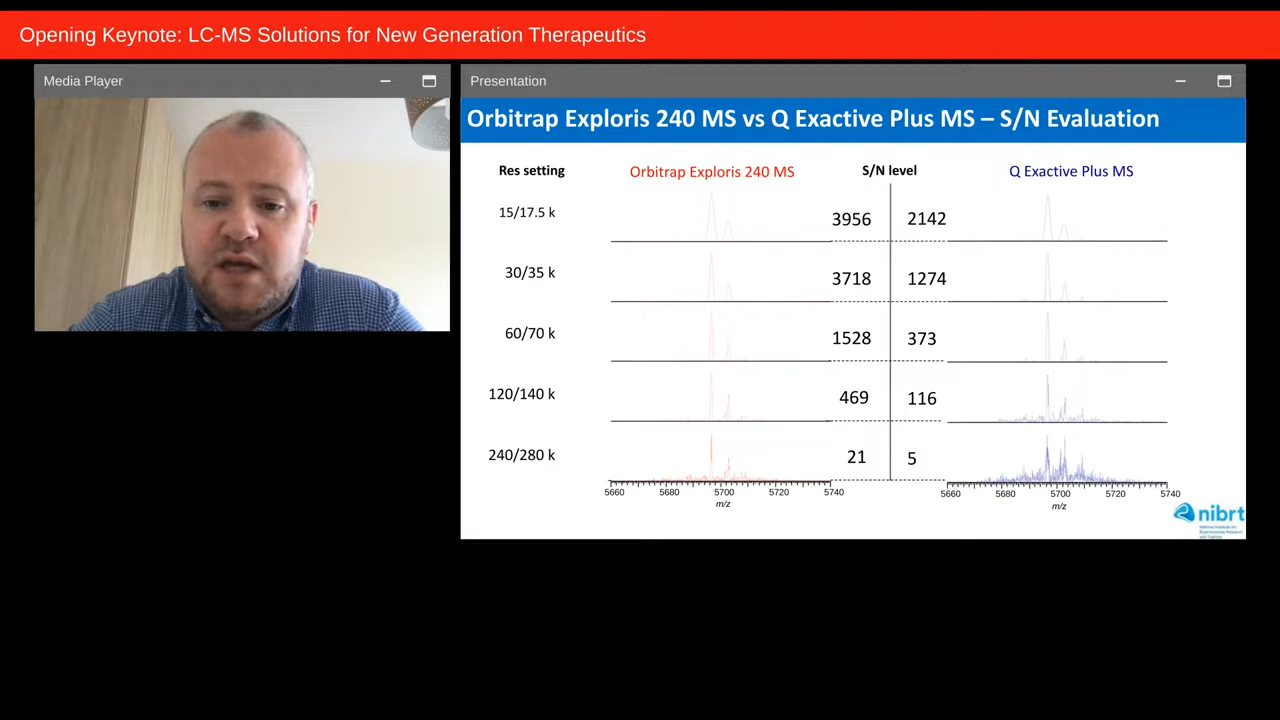 Opening Keynote: LC-MS Solutions for New Generation Therapeutics
Media Player
Presentation
Orbitrap Exploris 240 MS vs Q Exactive Plus MS – S/N Evaluation
Res setting Orbitrap Exploris 240 MS S/N level Q Exactive Plus MS
15/17.5 k 3956 2142
30/35 k 3718 1274
60/70 k 1528 373
120/140 k 469 116
240/280 k 21 5
5660 5680 5700 5720 5740 5660 5680 5700 5720 5740
m/z m/z
nibrt